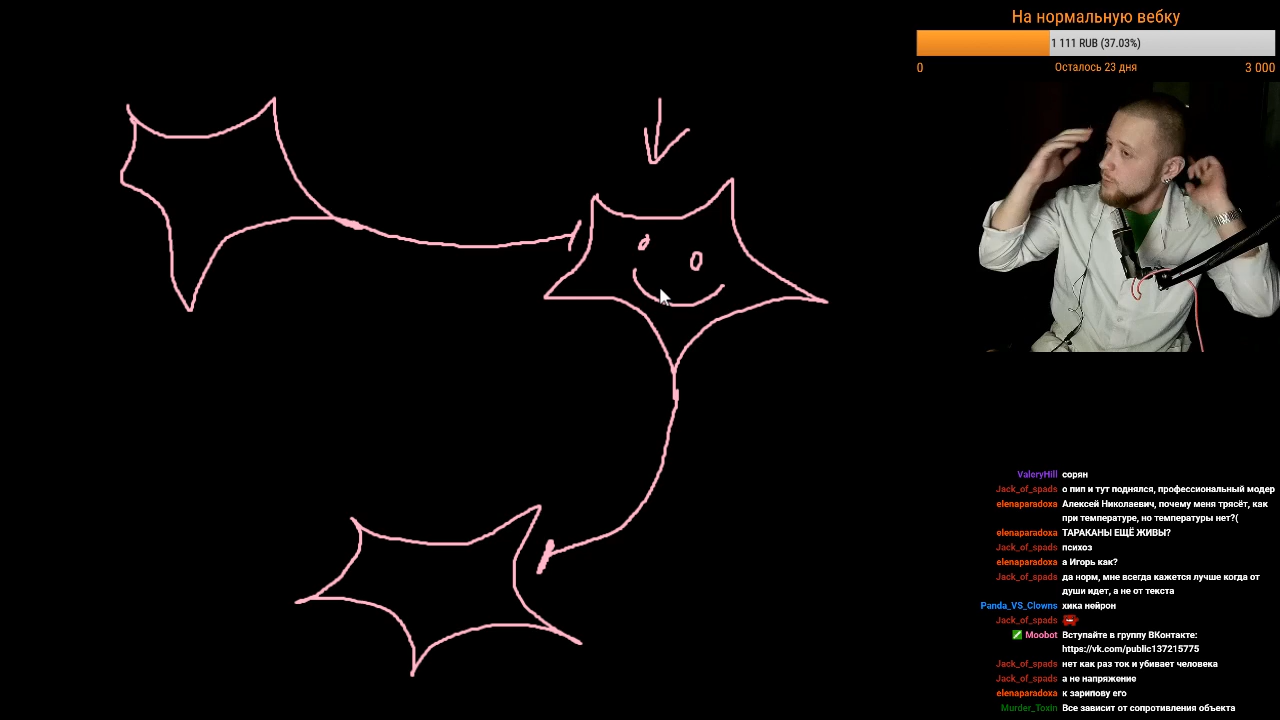 На нормальную вебку
1 111 RUB (37.03%)
0 Осталось 23 дня 3 000
ValeryHill сорян
Jack_of_spads о пип и тут поднялся, профессиональный модер
elenaparadoxa Алексей Николаевич, почему меня трясёт, как
при температуре, но температуры нет?(
elenaparadoxa ТАРАКАНЫ ЕЩЁ ЖИВЫ?
Jack_of_spads психоз
elenaparadoxa а Игорь как?
Jack_of_spads да норм, мне всегда кажется лучше когда от
души идет, а не от текста
Panda_VS_Clowns хика нейрон
Jack_of_spads
Moobot Вступайте в группу ВКонтакте:
https://vk.com/public137215775
Jack_of_spads нет как раз ток и убивает человека
Jack_of_spads а не напряжение
elenaparadoxa к зарипову его
Murder_Toxin Все зависит от сопротивления объекта